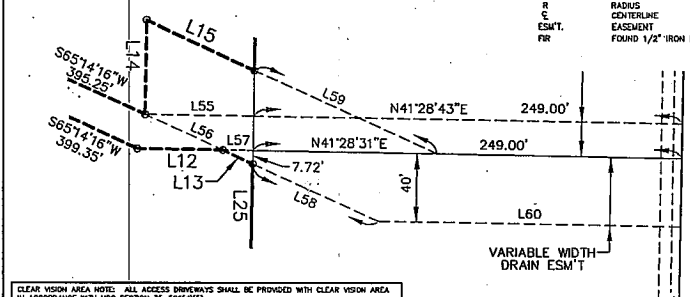 R RADIUS
℄ CENTERLINE
ESM'T. EASEMENT
FIR FOUND 1/2" IRON
L15
L14
S65°14'16"W
395.25'
L59
L55
N41°28'43"E
249.00'
S65°14'16"W
399.35'
L56
L57
N41°28'31"E
249.00'
L12
L13
7.72'
L25
L58
40'
L60
VARIABLE WIDTH
DRAIN ESM'T
CLEAR VISION AREA NOTE: ALL ACCESS DRIVEWAYS SHALL BE PROVIDED WITH CLEAR VISION AREA